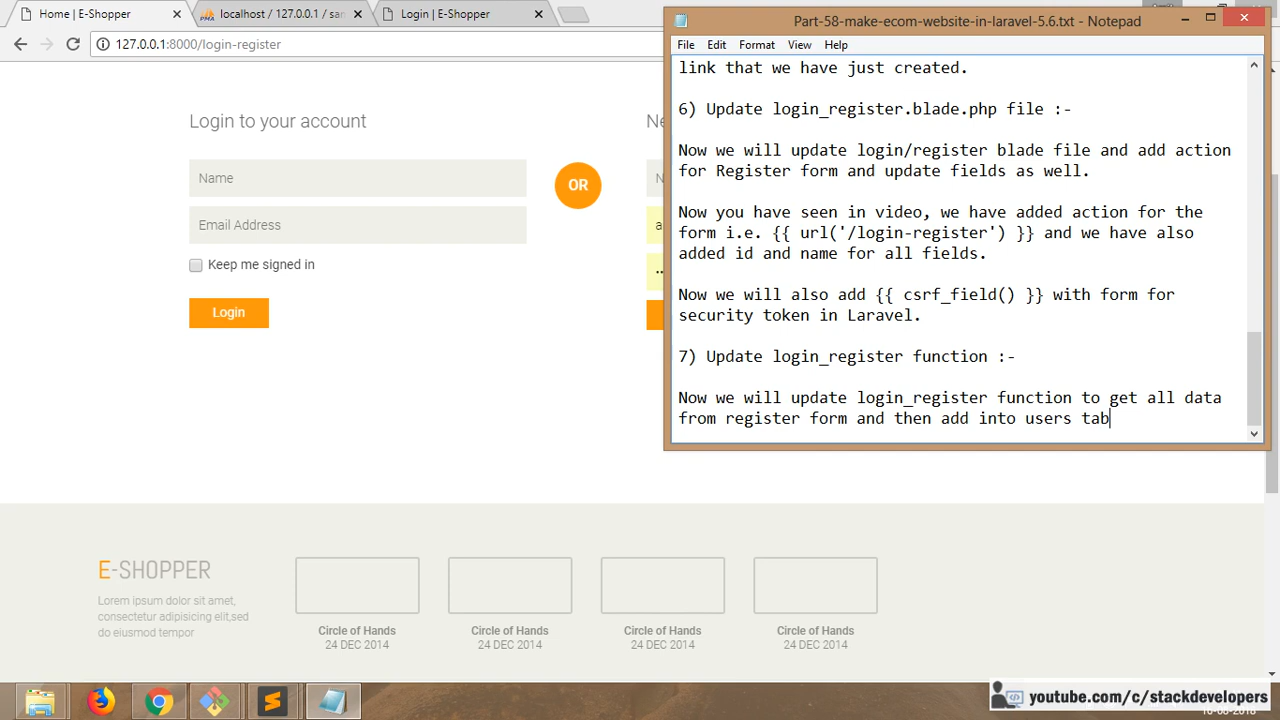 Home | E-Shopper
localhost / 127.0.0.1 / san
Login | E-Shopper
127.0.0.1:8000/login-register
Part-58-make-ecom-website-in-laravel-5.6.txt - Notepad
File Edit Format View Help
link that we have just created.
6) Update login_register.blade.php file :-
Now we will update login/register blade file and add action
for Register form and update fields as well.
Now you have seen in video, we have added action for the
form i.e. {{ url('/login-register') }} and we have also
added id and name for all fields.
Now we will also add {{ csrf_field() }} with form for
security token in Laravel.
7) Update login_register function :-
Now we will update login_register function to get all data
from register form and then add into users tab
Login to your account
Name
Email Address
Keep me signed in
Login
OR
Ne
N
a
E-SHOPPER
Lorem ipsum dolor sit amet,
consectetur adipisicing elit,sed
do eiusmod tempor
Circle of Hands
24 DEC 2014
Circle of Hands
24 DEC 2014
Circle of Hands
24 DEC 2014
Circle of Hands
24 DEC 2014
youtube.com/c/stackdevelopers